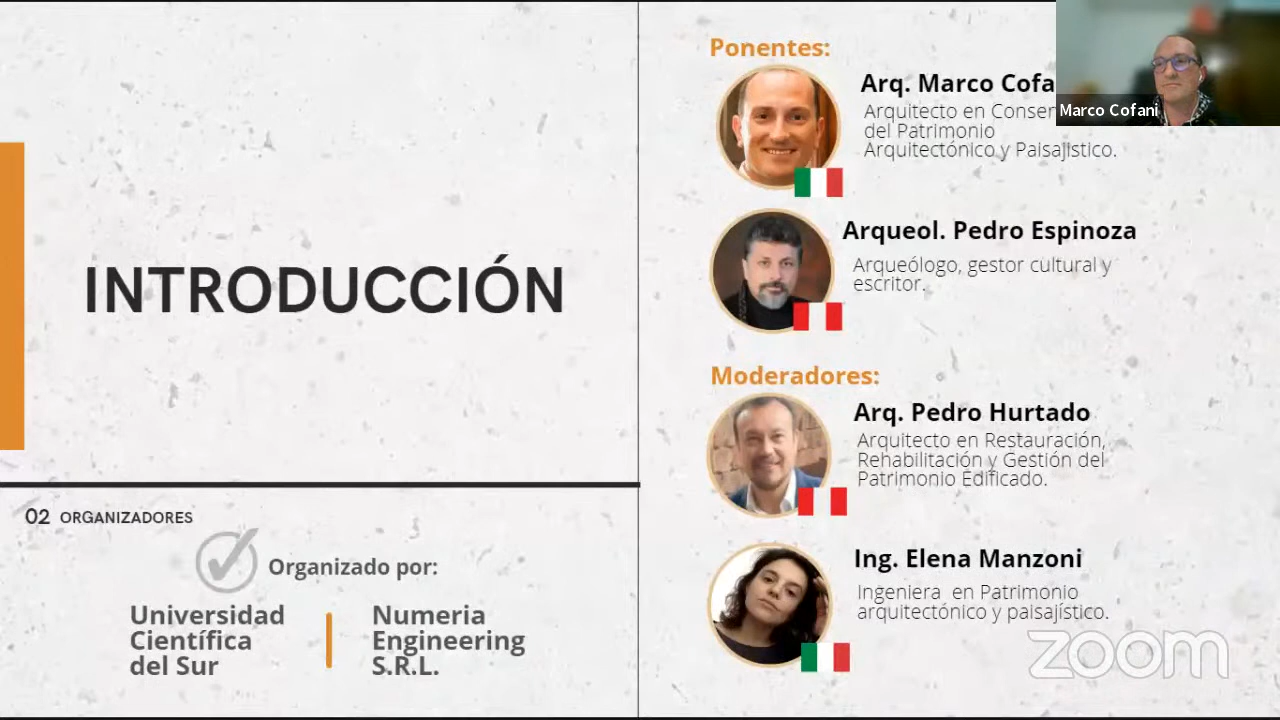 INTRODUCCIÓN
02 ORGANIZADORES
Organizado por:
Universidad
Científica
del Sur
Numeria
Engineering
S.R.L.
Ponentes:
Arq. Marco Cofa
Arquitecto en Conser
del Patrimonio
Arquitectónico y Paisajístico.
Arqueol. Pedro Espinoza
Arqueólogo, gestor cultural y
escritor.
Moderadores:
Arq. Pedro Hurtado
Arquitecto en Restauración,
Rehabilitación y Gestión del
Patrimonio Edificado.
Ing. Elena Manzoni
Ingeniera en Patrimonio
arquitectónico y paisajístico.
Marco Cofani
zoom